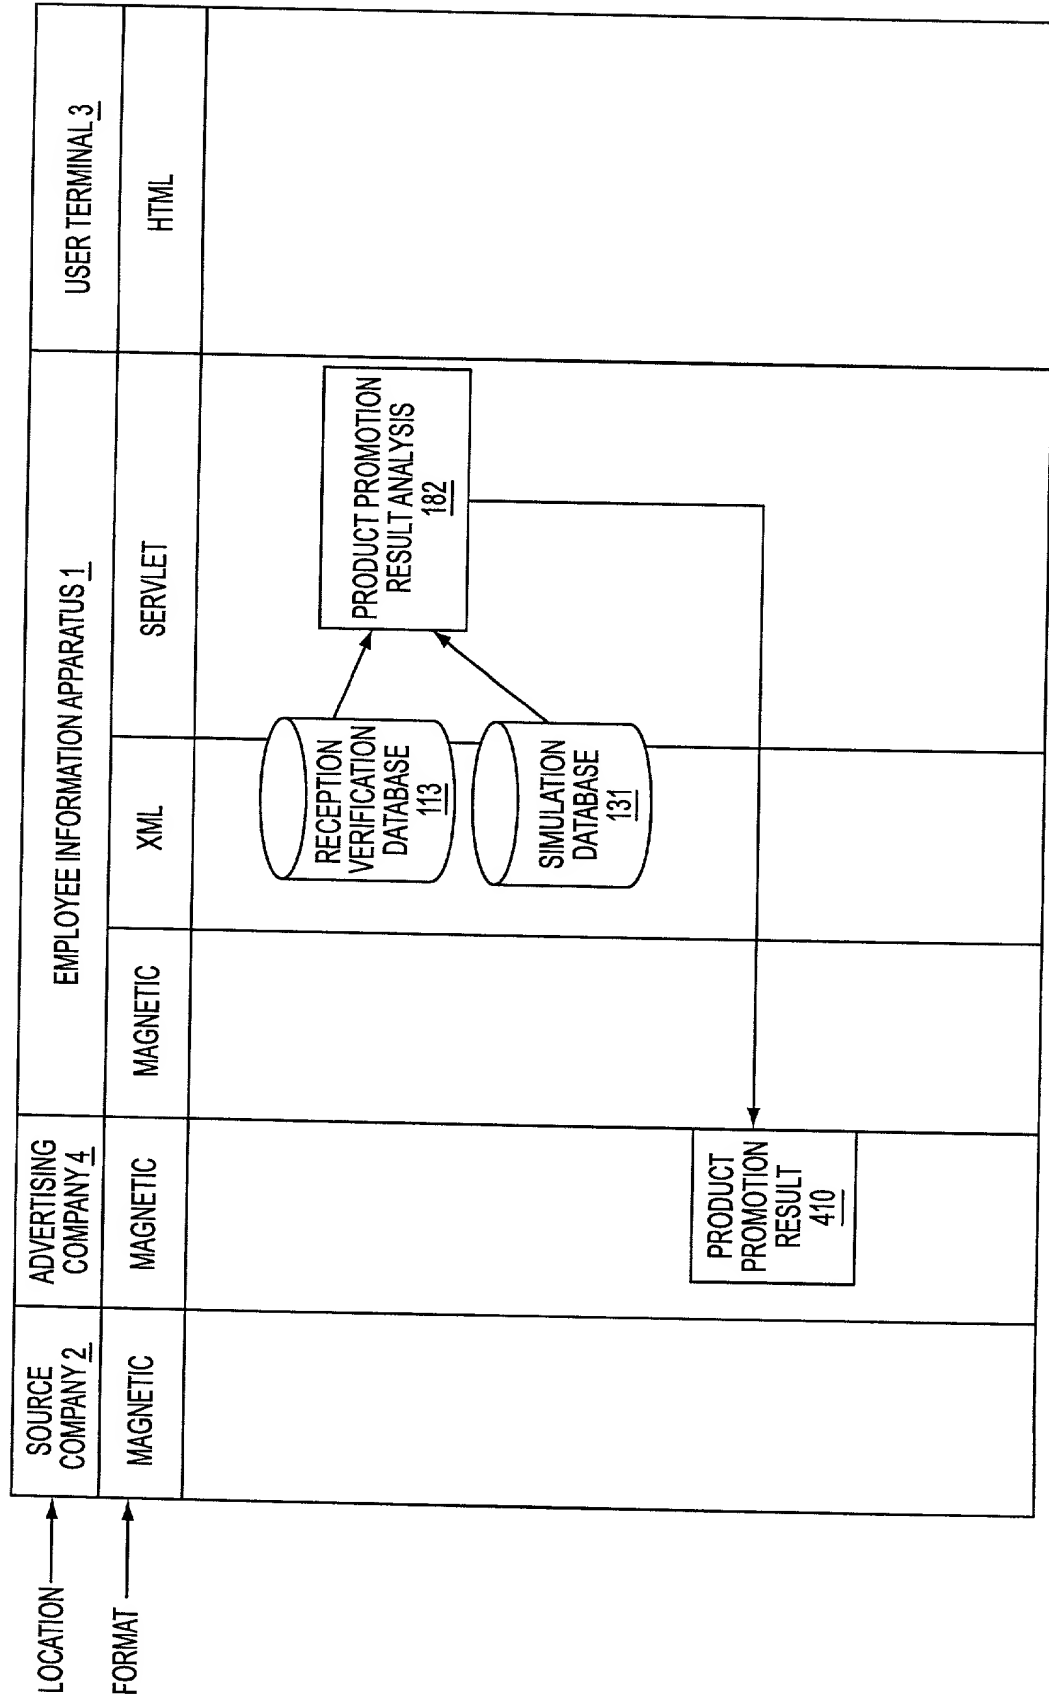 LOCATION
SOURCE
COMPANY 2
ADVERTISING
COMPANY 4
EMPLOYEE INFORMATION APPARATUS 1
USER TERMINAL 3
FORMAT
MAGNETIC
MAGNETIC
MAGNETIC
XML
SERVLET
HTML
RECEPTION
VERIFICATION
DATABASE
113
PRODUCT PROMOTION
RESULT ANALYSIS
182
SIMULATION
DATABASE
131
PRODUCT
PROMOTION
RESULT
410